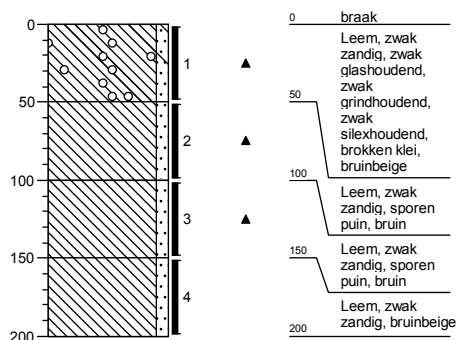 0
50
100
150
200
1
2
3
4
0
braak
Leem, zwak
zandig, zwak
glashoudend,
zwak
grindhoudend,
zwak
silexhoudend,
brokken klei,
bruinbeige
50
100
Leem, zwak
zandig, sporen
puin, bruin
150
Leem, zwak
zandig, sporen
puin, bruin
Leem, zwak
zandig, bruinbeige
200